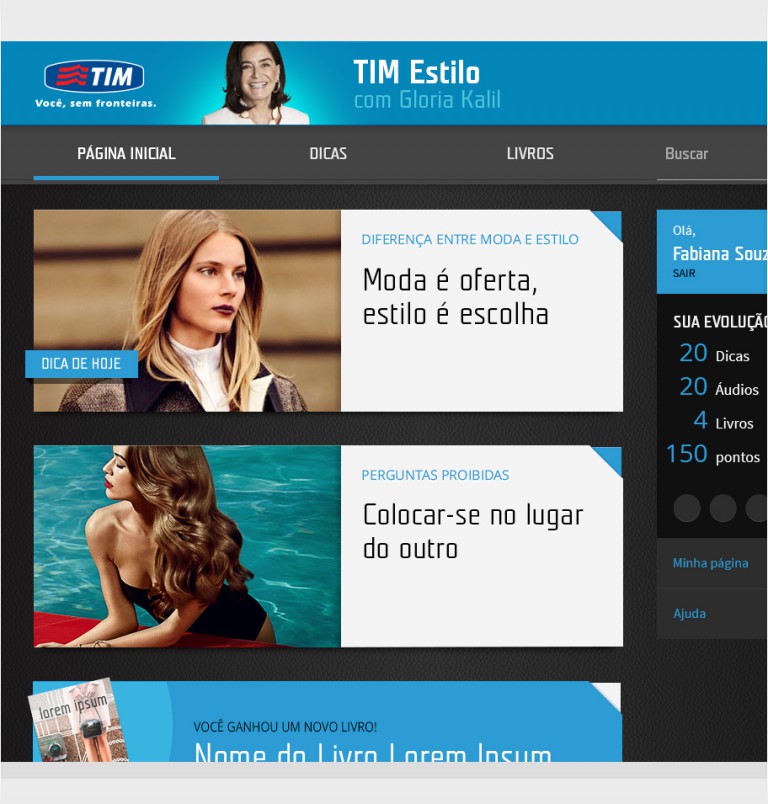 TIM
Você, sem fronteiras.
TIM Estilo
com Gloria Kalil
PÁGINA INICIAL
DICAS
LIVROS
Buscar
DIFERENÇA ENTRE MODA E ESTILO
Moda é oferta,
estilo é escolha
DICA DE HOJE
Olá,
Fabiana Souz
SAIR
SUA EVOLUÇÃO
20 Dicas
20 Áudios
4 Livros
150 pontos
Minha página
Ajuda
PERGUNTAS PROIBIDAS
Colocar-se no lugar
do outro
lorem ipsum
VOCÊ GANHOU UM NOVO LIVRO!
Nome do Livro Lorem Ipsum